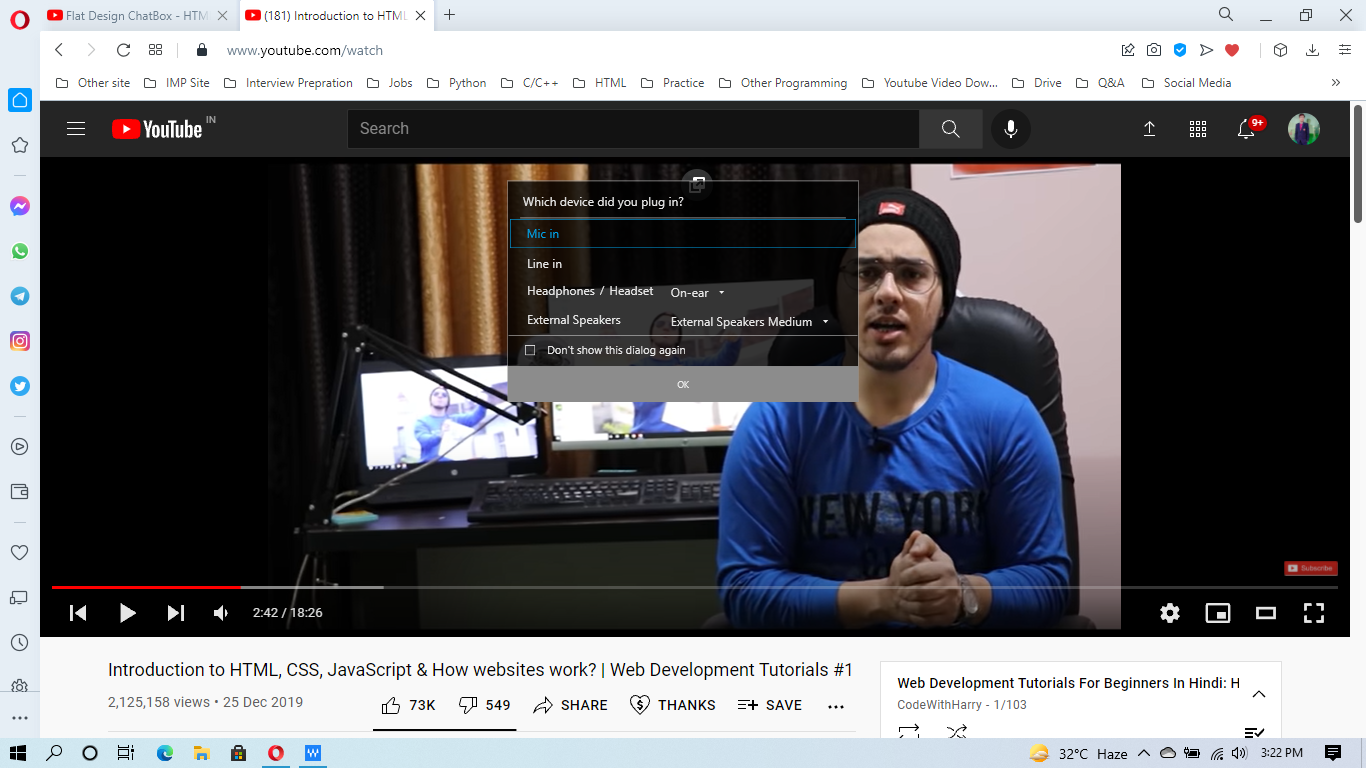 Flat Design ChatBox - HTM
(181) Introduction to HTML
www.youtube.com/watch
Other site
IMP Site
Interview Prepration
Jobs
Python
C/C++
HTML
Practice
Other Programming
Youtube Video Dow...
Drive
Q&A
Social Media
YouTube IN
Search
9+
Which device did you plug in?
Mic in
Line in
Headphones / Headset On-ear
External Speakers External Speakers Medium
Don't show this dialog again
OK
NEW YORK
Subscribe
2:42 / 18:26
Introduction to HTML, CSS, JavaScript & How websites work? | Web Development Tutorials #1
2,125,158 views • 25 Dec 2019
73K
549
SHARE
THANKS
SAVE
Web Development Tutorials For Beginners In Hindi: H
CodeWithHarry - 1/103
32°C Haze
3:22 PM